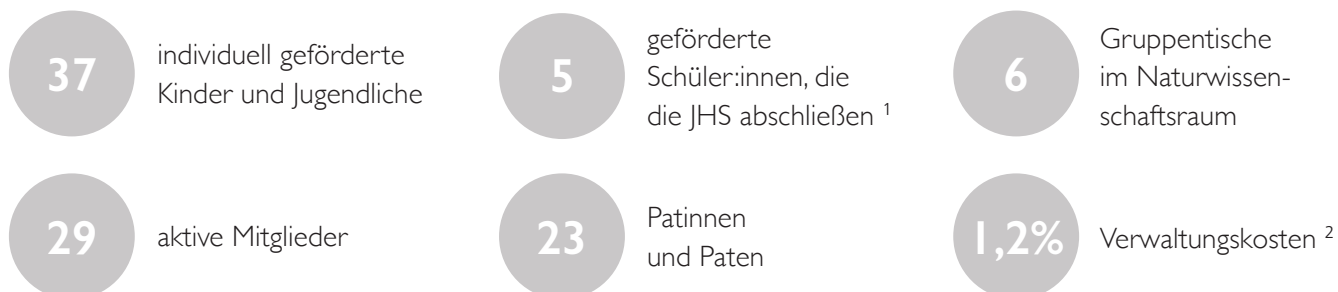 37
individuell geförderte
Kinder und Jugendliche
5
geförderte
Schüler:innen, die
die JHS abschließen ¹
6
Gruppentische
im Naturwissen-
schaftsraum
29
aktive Mitglieder
23
Patinnen
und Paten
1,2%
Verwaltungskosten ²